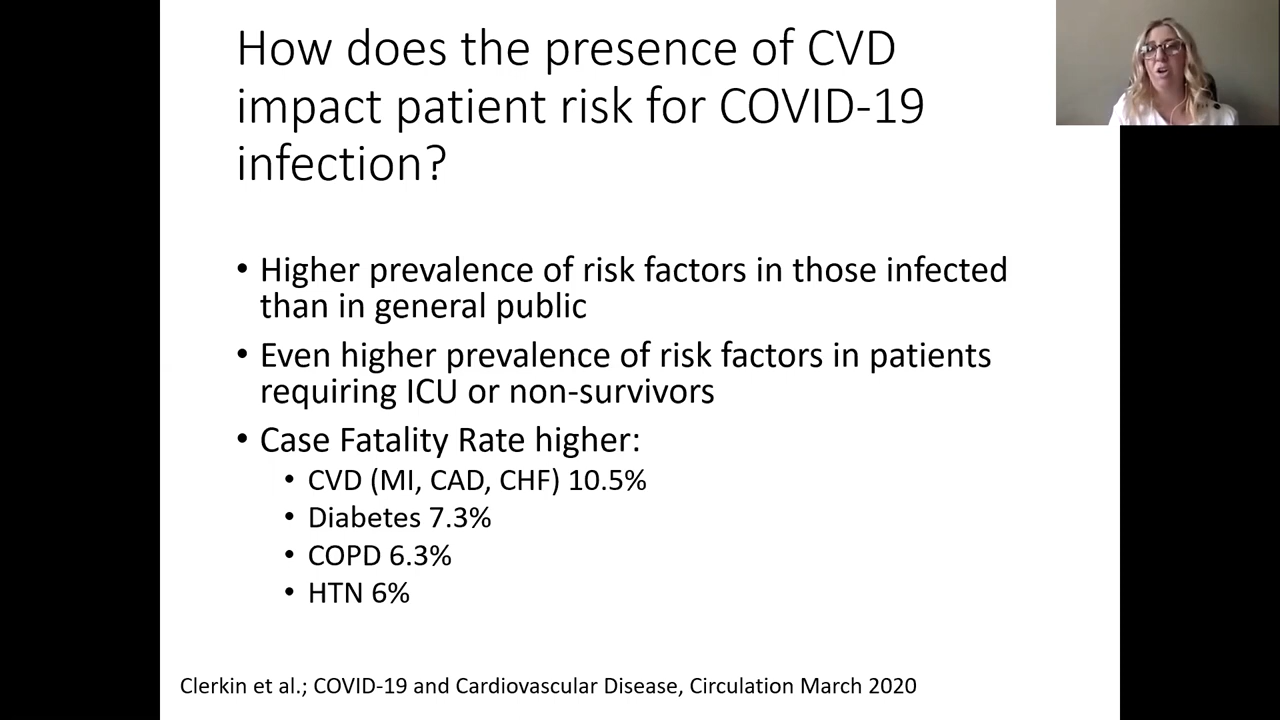 How does the presence of CVD
impact patient risk for COVID-19
infection?
• Higher prevalence of risk factors in those infected
than in general public
• Even higher prevalence of risk factors in patients
requiring ICU or non-survivors
• Case Fatality Rate higher:
• CVD (MI, CAD, CHF) 10.5%
• Diabetes 7.3%
• COPD 6.3%
• HTN 6%
Clerkin et al.; COVID-19 and Cardiovascular Disease, Circulation March 2020